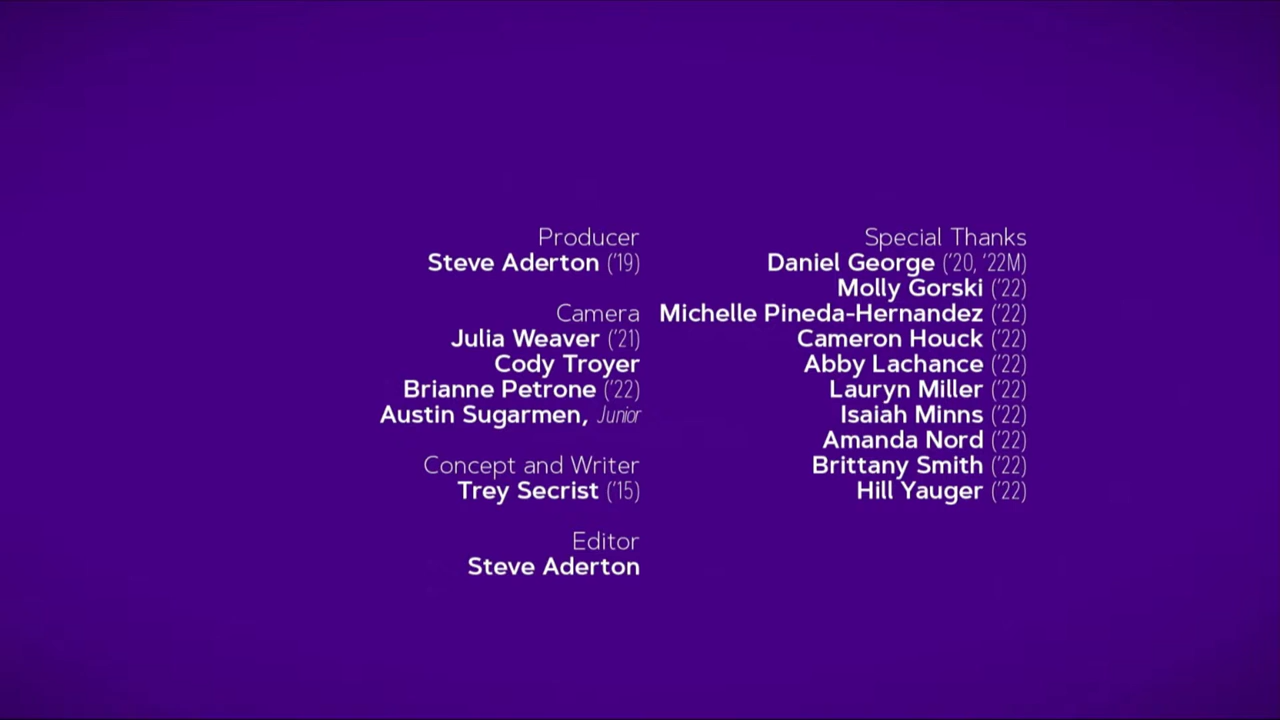 Producer
Steve Aderton ('19)
Camera
Julia Weaver ('21)
Cody Troyer
Brianne Petrone ('22)
Austin Sugarmen, Junior
Concept and Writer
Trey Secrist ('15)
Editor
Steve Aderton
Special Thanks
Daniel George ('20, '22M)
Molly Gorski ('22)
Michelle Pineda-Hernandez ('22)
Cameron Houck ('22)
Abby Lachance ('22)
Lauryn Miller ('22)
Isaiah Minns ('22)
Amanda Nord ('22)
Brittany Smith ('22)
Hill Yauger ('22)